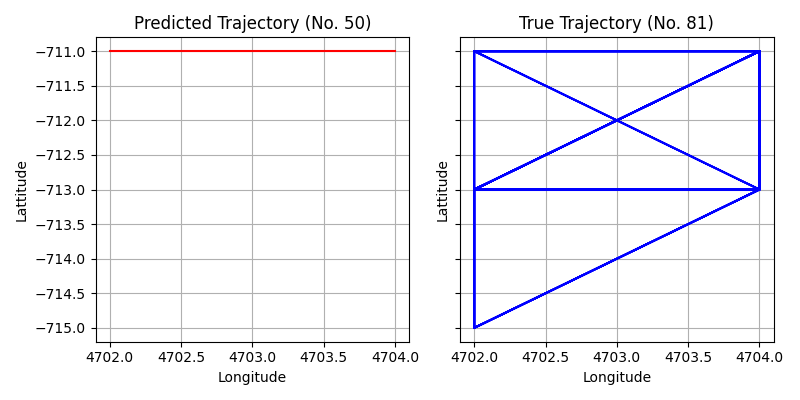 Predicted Trajectory (No. 50)
−711.0
−711.5
−712.0
−712.5
−713.0
−713.5
−714.0
−714.5
−715.0
Lattitude
4702.0 4702.5 4703.0 4703.5 4704.0
Longitude
True Trajectory (No. 81)
Lattitude
4702.0 4702.5 4703.0 4703.5 4704.0
Longitude